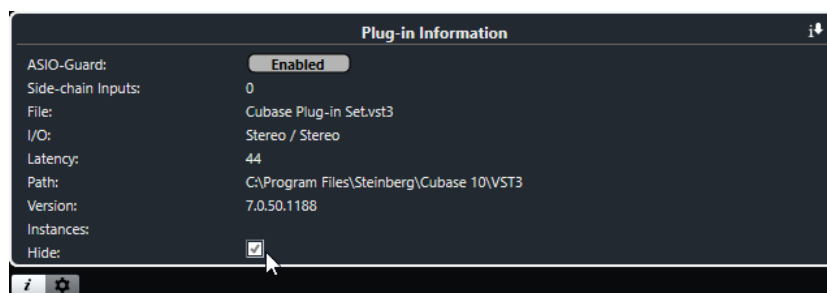 Plug-in Information
ASIO-Guard: Enabled
Side-chain Inputs: 0
File: Cubase Plug-in Set.vst3
I/O: Stereo / Stereo
Latency: 44
Path: C:\Program Files\Steinberg\Cubase 10\VST3
Version: 7.0.50.1188
Instances:
Hide:
i